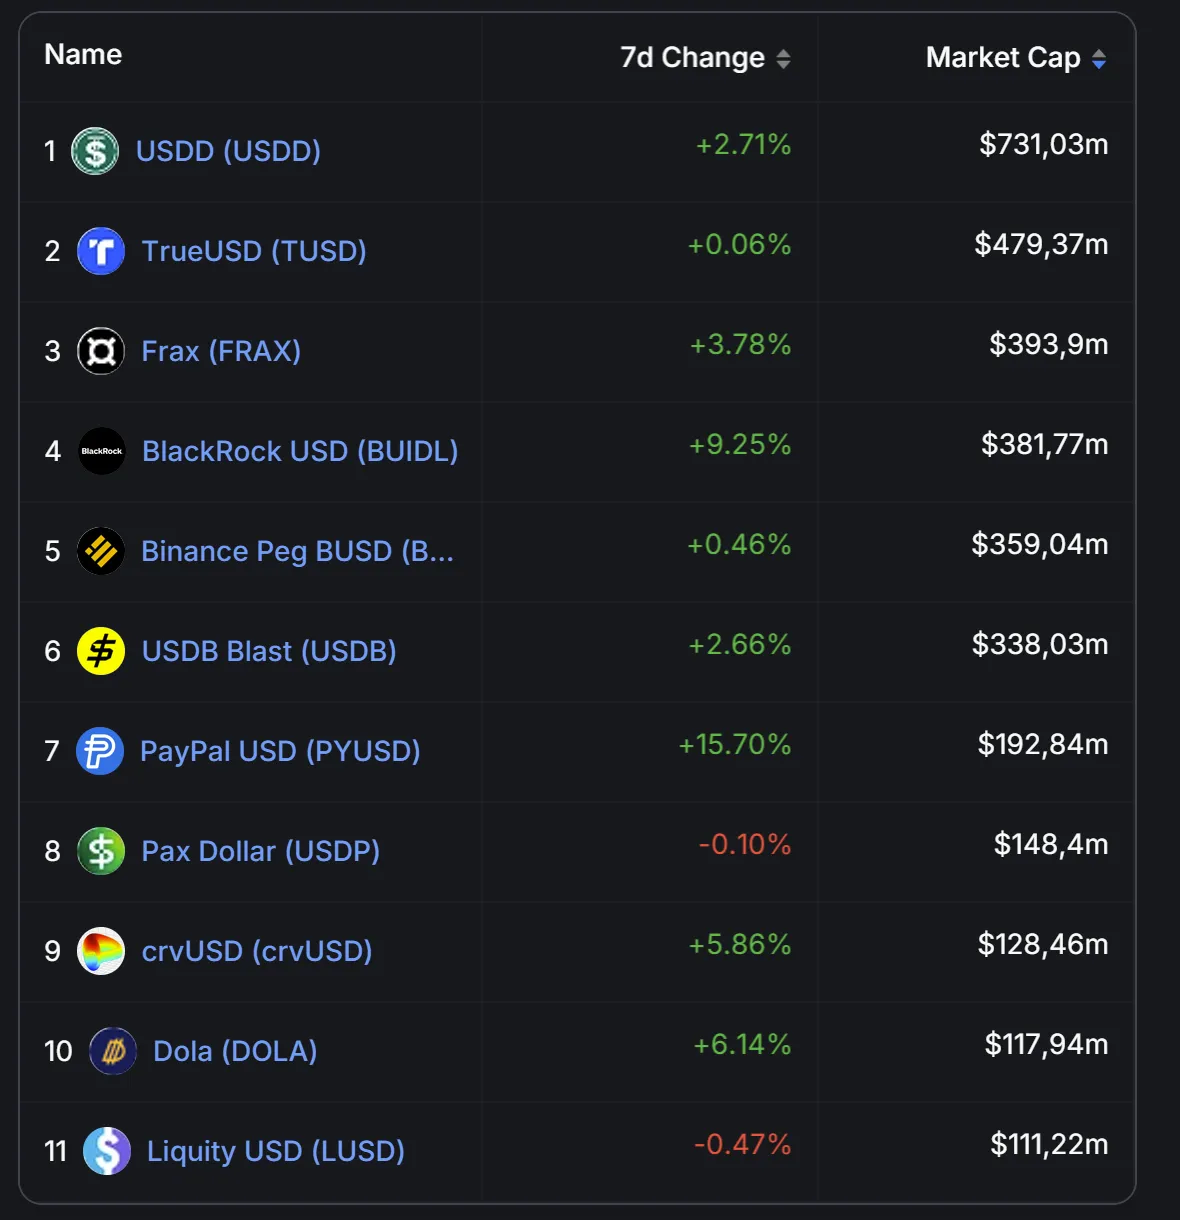 Name 7d Change Market Cap
1 USDD (USDD) +2.71% $731,03m
2 TrueUSD (TUSD) +0.06% $479,37m
3 Frax (FRAX) +3.78% $393,9m
4 BlackRock BlackRock USD (BUIDL) +9.25% $381,77m
5 Binance Peg BUSD (B... +0.46% $359,04m
6 USDB Blast (USDB) +2.66% $338,03m
7 PayPal USD (PYUSD) +15.70% $192,84m
8 Pax Dollar (USDP) -0.10% $148,4m
9 crvUSD (crvUSD) +5.86% $128,46m
10 Dola (DOLA) +6.14% $117,94m
11 Liquity USD (LUSD) -0.47% $111,22m